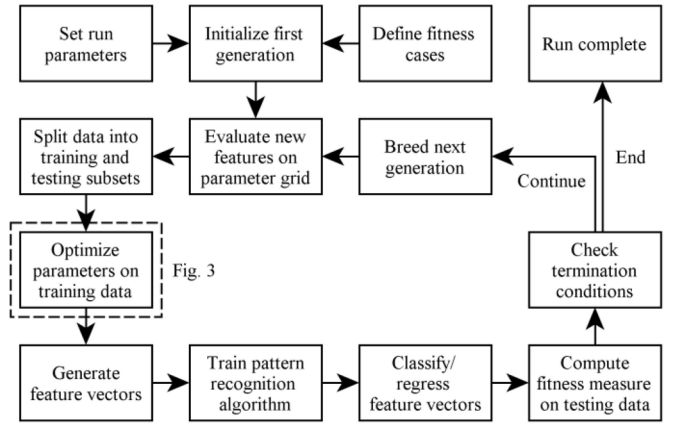 Set run
parameters
Initialize first
generation
Define fitness
cases
Run complete
Split data into
training and
testing subsets
Evaluate new
features on
parameter grid
Breed next
generation
Continue
End
Optimize
parameters on
training data
Fig. 3
Check
termination
conditions
Generate
feature vectors
Train pattern
recognition
algorithm
Classify/
regress
feature vectors
Compute
fitness measure
on testing data